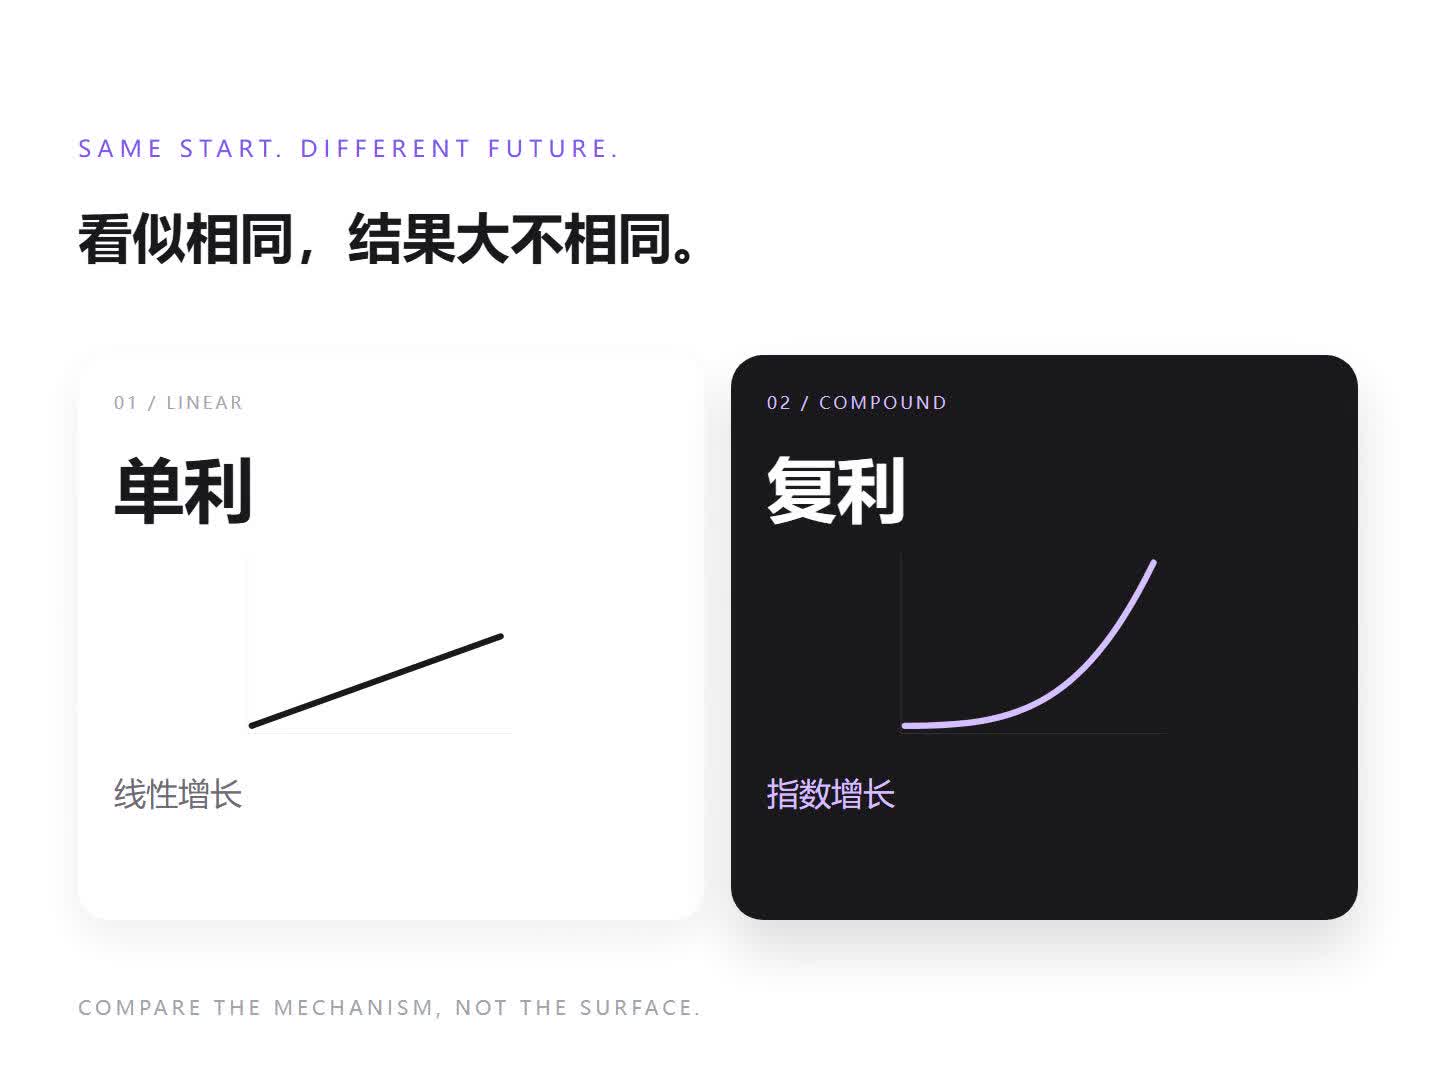 SAME START. DIFFERENT FUTURE.
看似相同，结果大不相同。
01 / LINEAR
单利
线性增长
02 / COMPOUND
复利
指数增长
COMPARE THE MECHANISM, NOT THE SURFACE.